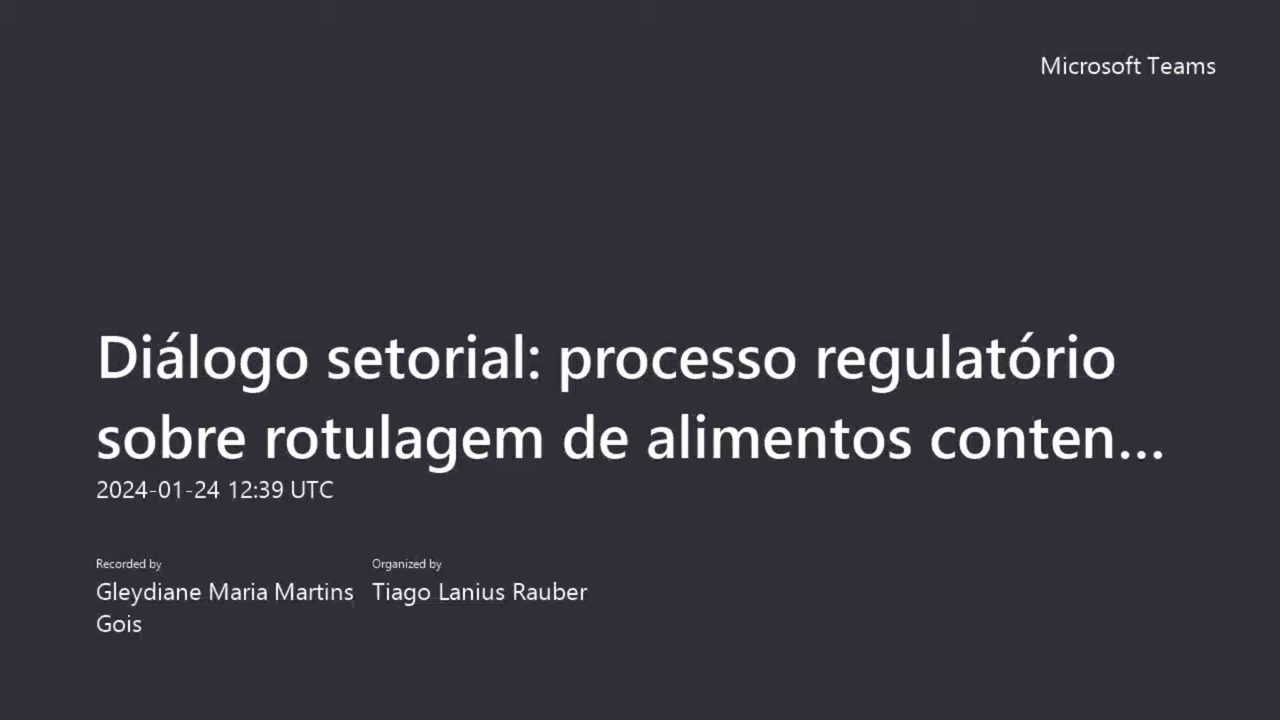 Microsoft Teams
Diálogo setorial: processo regulatório
sobre rotulagem de alimentos conten...
2024-01-24 12:39 UTC
Recorded by
Gleydiane Maria Martins
Gois
Organized by
Tiago Lanius Rauber